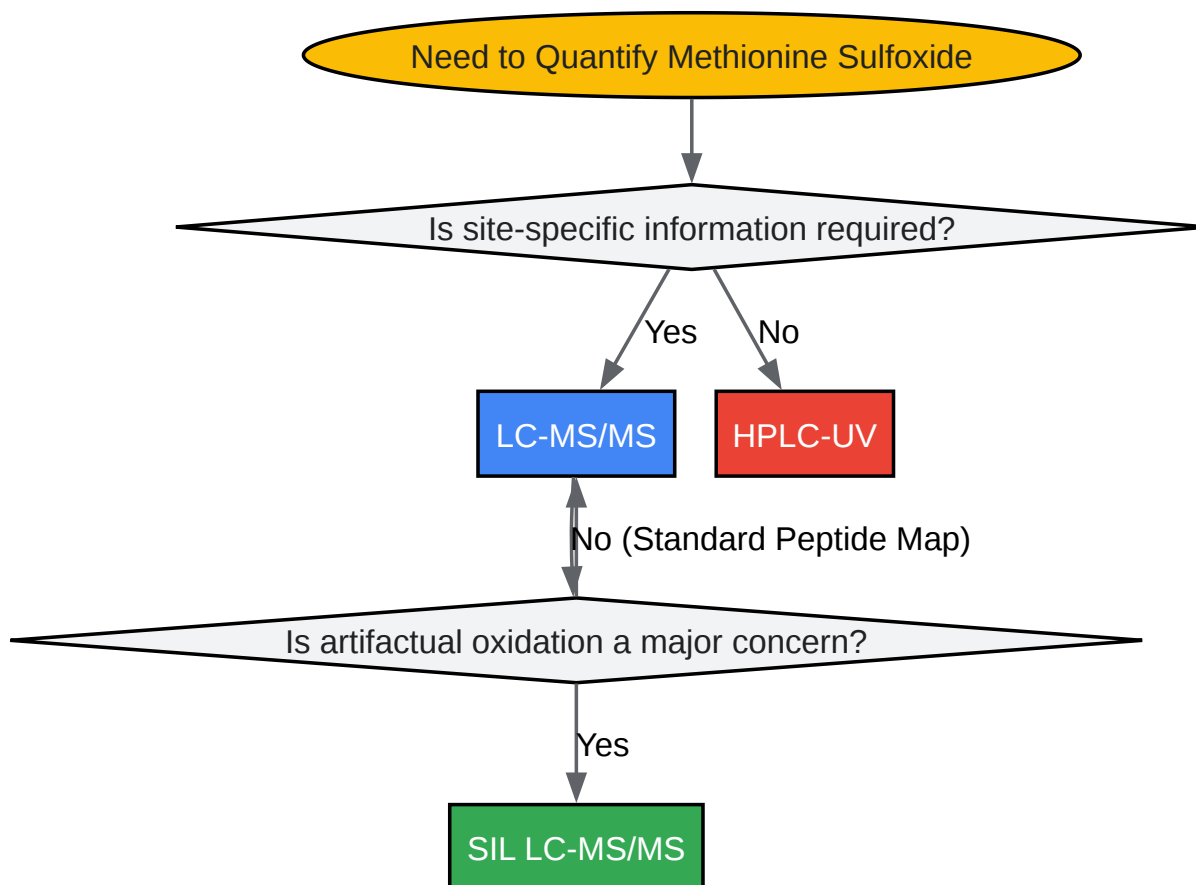 Need to Quantify Methionine Sulfoxide
Is site-specific information required?
Yes
No
LC-MS/MS
HPLC-UV
No (Standard Peptide Map)
Is artifactual oxidation a major concern?
Yes
SIL LC-MS/MS